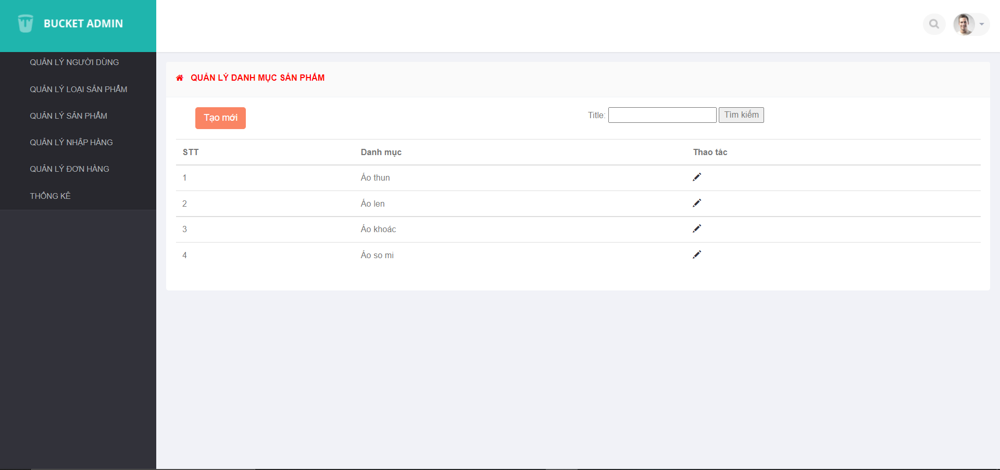 BUCKET ADMIN
QUẢN LÝ NGƯỜI DÙNG
QUẢN LÝ LOẠI SẢN PHẨM
QUẢN LÝ SẢN PHẨM
QUẢN LÝ NHẬP HÀNG
QUẢN LÝ ĐƠN HÀNG
THỐNG KÊ
QUẢN LÝ DANH MỤC SẢN PHẨM
Tạo mới
Title:
Tìm kiếm
STT Danh mục Thao tác
1 Áo thun
2 Áo len
3 Áo khoác
4 Áo so mi